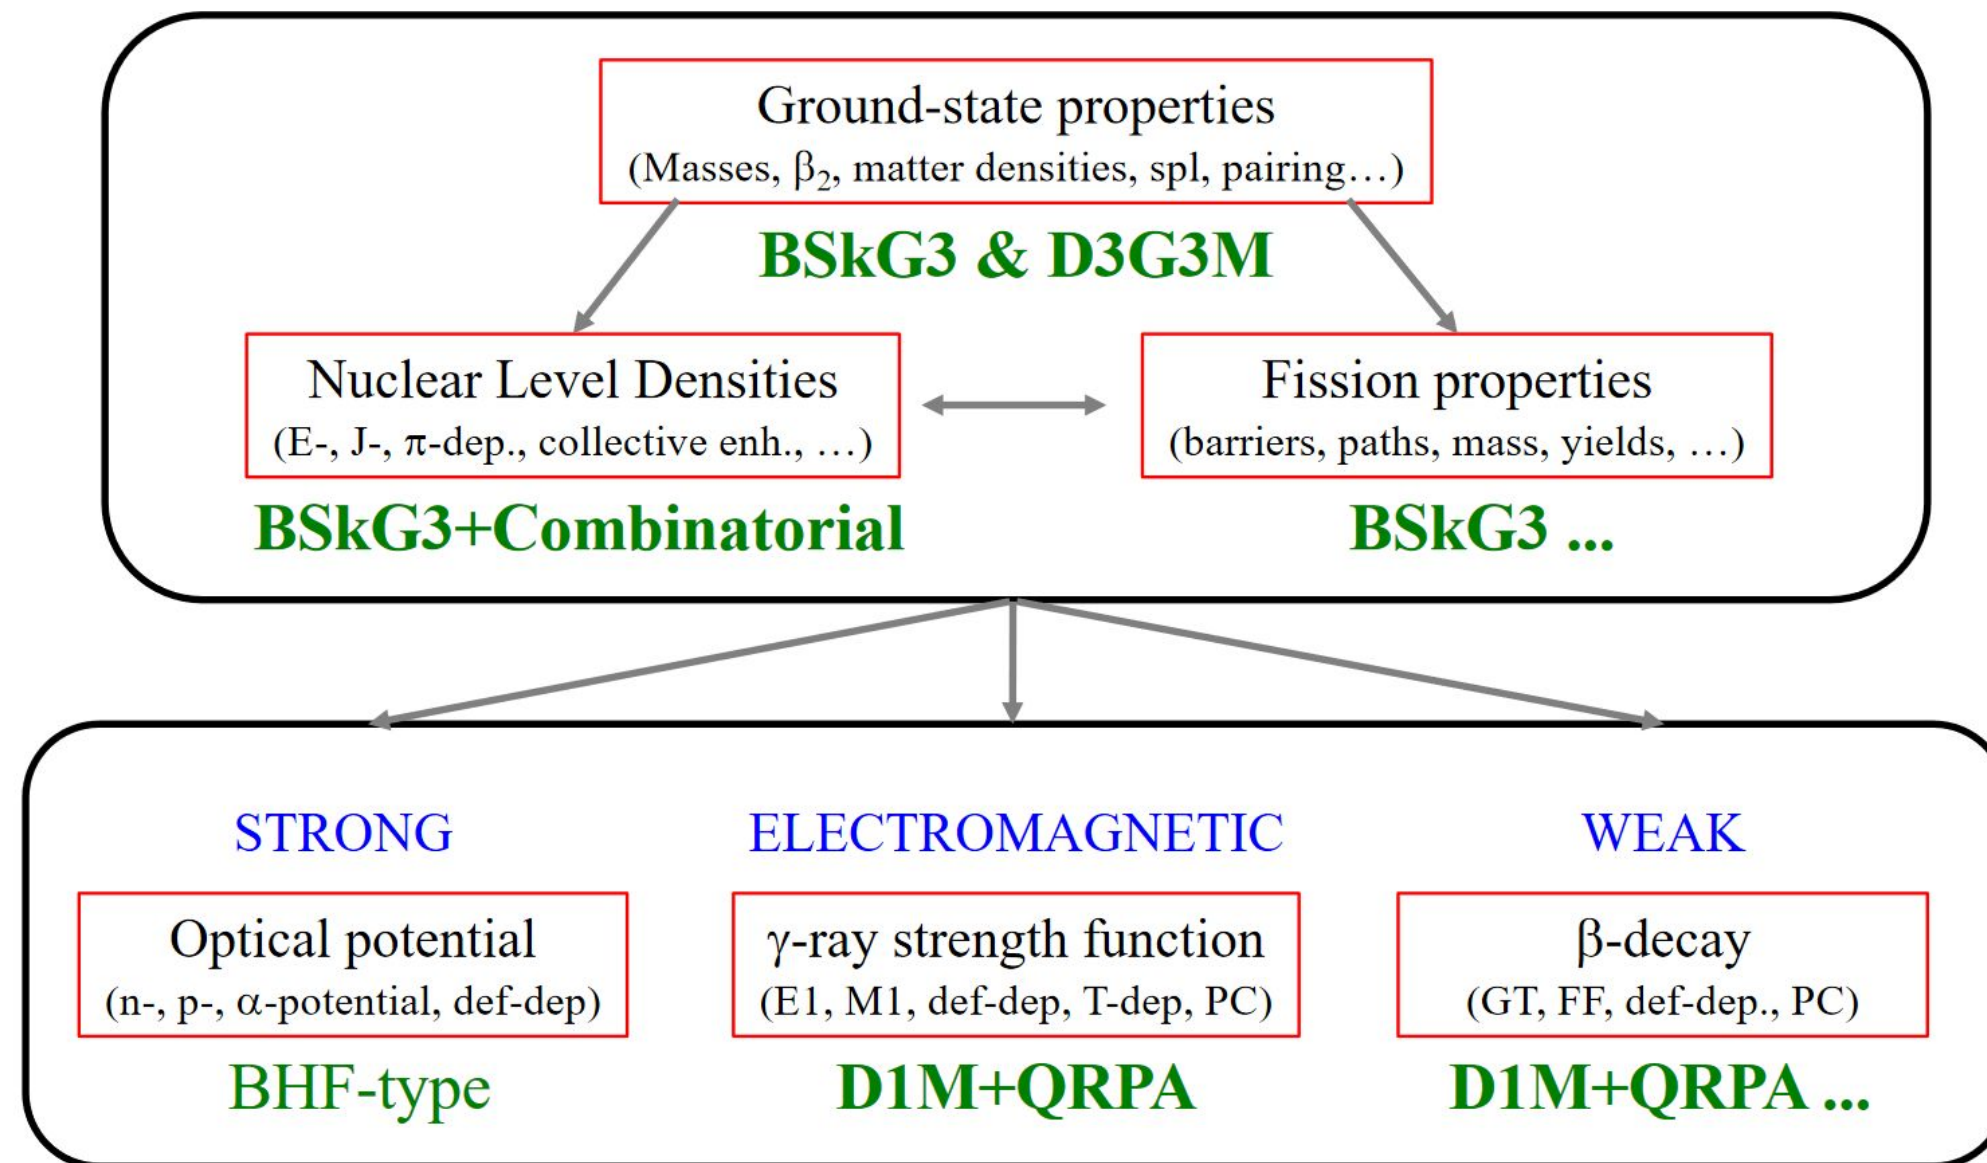 Ground-state properties
(Masses, β₂, matter densities, spl, pairing…)
BSkG3 & D3G3M
Nuclear Level Densities
(E-, J-, π-dep., collective enh., …)
BSkG3+Combinatorial
Fission properties
(barriers, paths, mass, yields, …)
BSkG3 ...
STRONG
Optical potential
(n-, p-, α-potential, def-dep)
BHF-type
ELECTROMAGNETIC
γ-ray strength function
(E1, M1, def-dep, T-dep, PC)
D1M+QRPA
WEAK
β-decay
(GT, FF, def-dep., PC)
D1M+QRPA ...